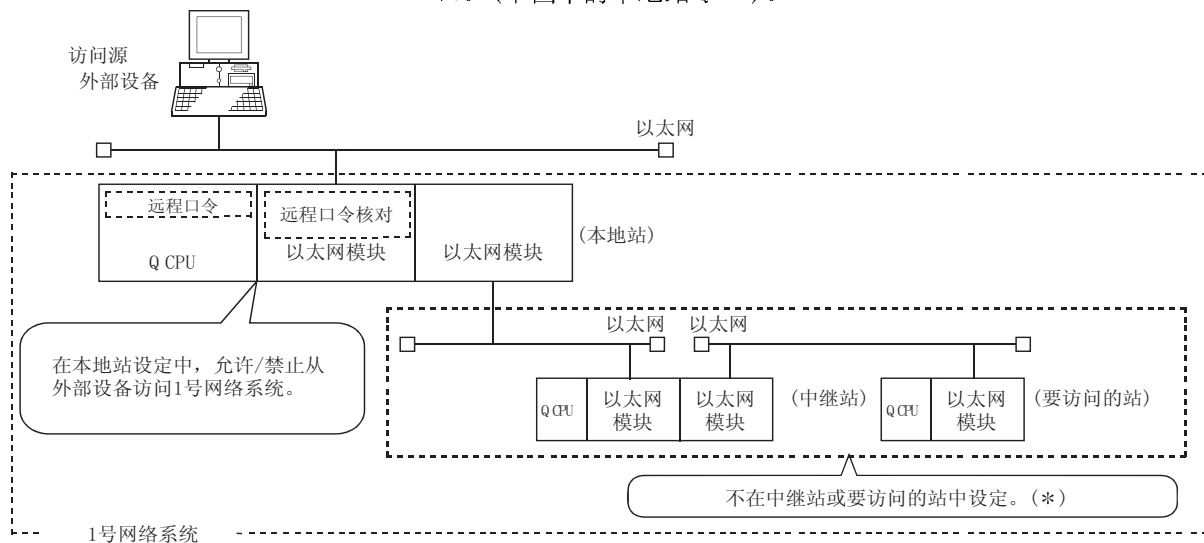 访问源
外部设备
以太网
远程口令
远程口令核对
(本地站)
Q CPU
以太网模块
以太网模块
在本地站设定中，允许/禁止从
外部设备访问1号网络系统。
以太网
以太网
Q CPU
以太网
模块
以太网
模块
(中继站)
Q CPU
以太网
模块
(要访问的站)
不在中继站或要访问的站中设定。(*)
1号网络系统